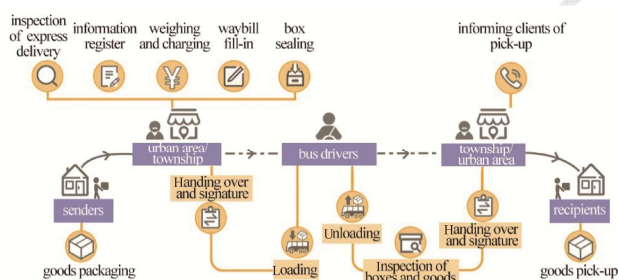 inspection
of express
delivery
information
register
weighing
and charging
waybill
fill-in
box
sealing
informing clients of
pick-up
urban area/
township
bus drivers
township/
urban area
Handing over
and signature
senders
Unloading
Handing over
and signature
recipients
goods packaging
Loading
Inspection of
boxes and goods
goods pick-up